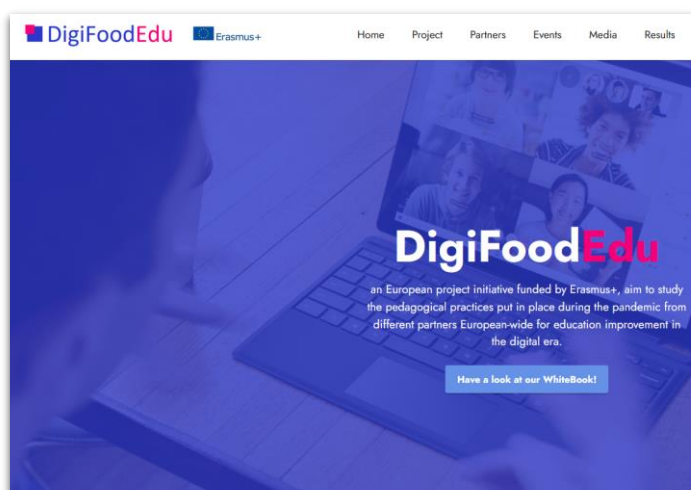 DigiFoodEdu Erasmus+ Home Project Partners Events Media Results
DigiFoodEdu
an European project initiative funded by Erasmus+, aim to study
the pedagogical practices put in place during the pandemic from
different partners European-wide for education improvement in
the digital era.
Have a look at our WhiteBook!